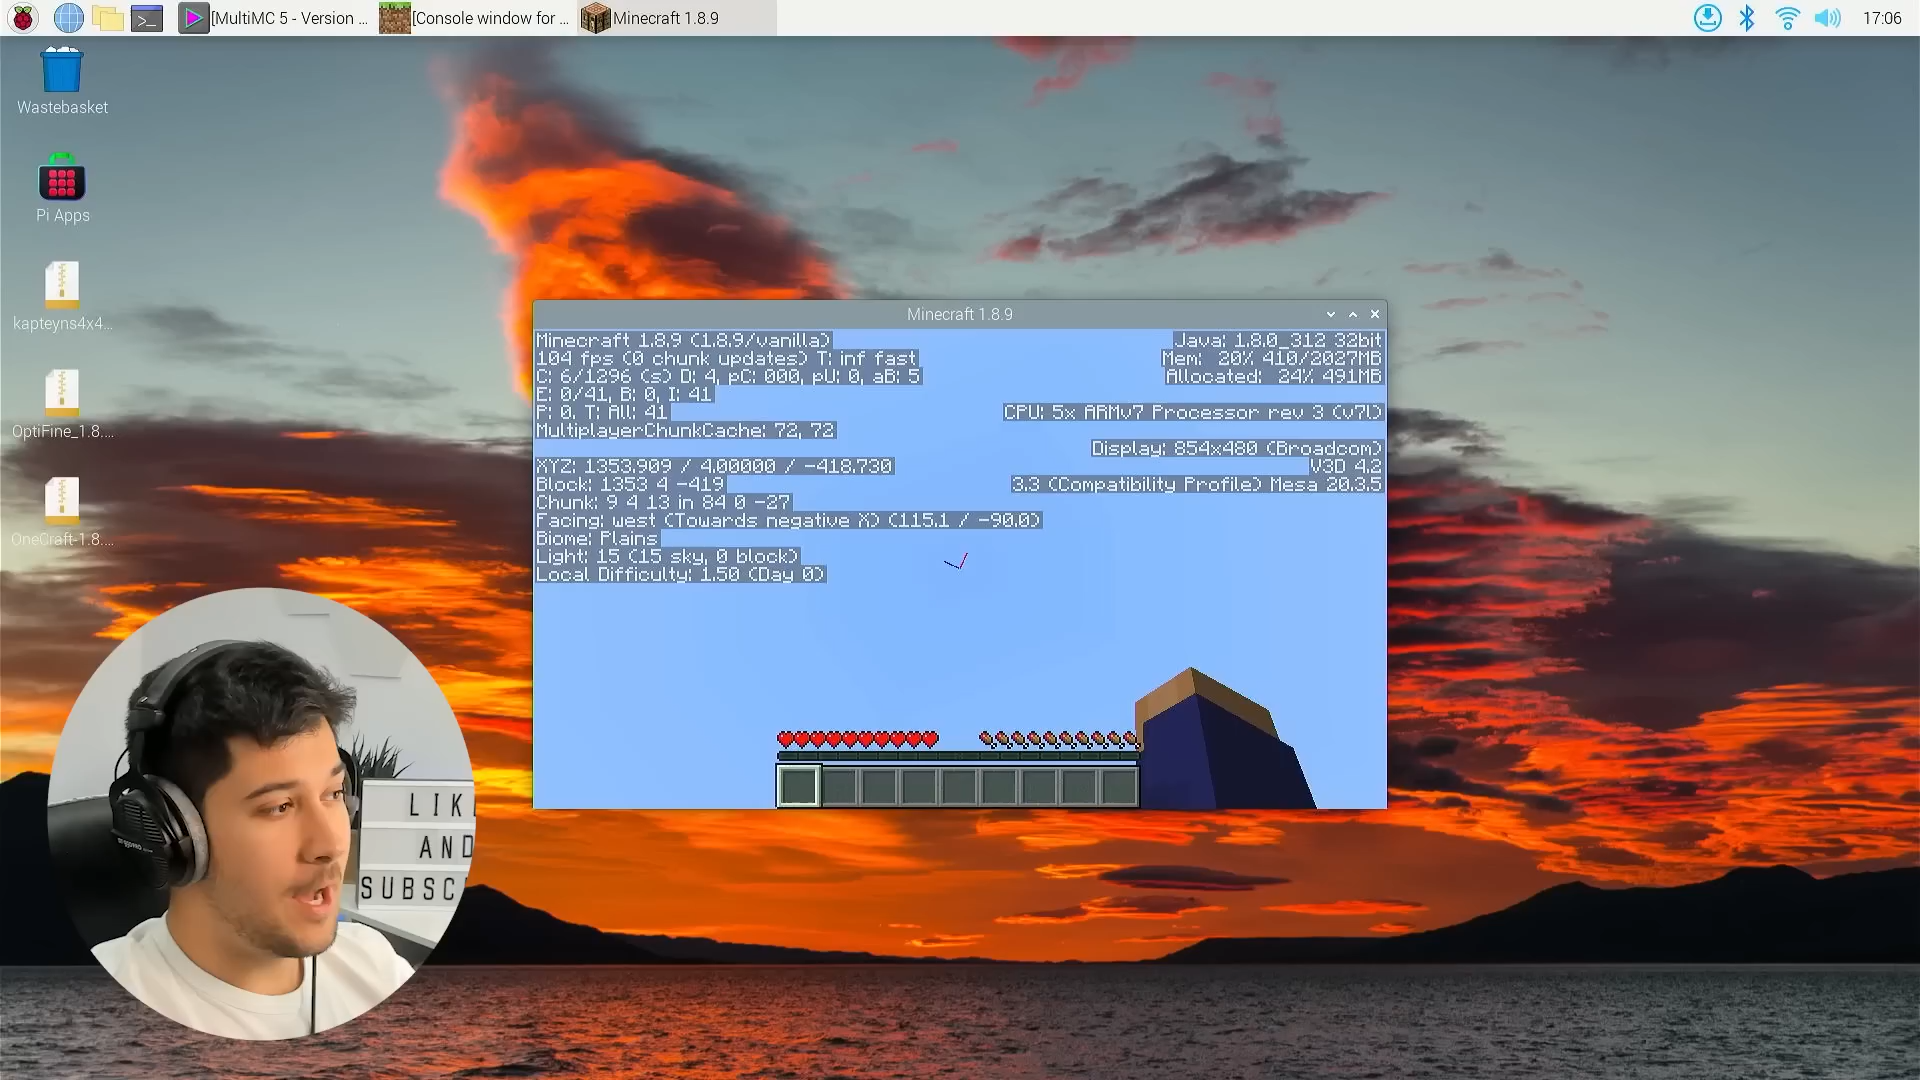 [MultiMC 5 - Version ...
[Console window for ...
Minecraft 1.8.9
17:06
Wastebasket
Pi Apps
kapteyns4x4...
OptiFine_1.8....
OneCraft-1.8....
Minecraft 1.8.9
Minecraft 1.8.9 (1.8.9/vanilla)
104 fps (0 chunk updates) T: inf fast
C: 6/1296 (s) D: 4, pC: 000, pU: 0, aB: 5
E: 0/41, B: 0, I: 41
P: 0. T: All: 41
MultiplayerChunkCache: 72, 72
XYZ: 1353.909 / 4.00000 / -418.730
Block: 1353 4 -419
Chunk: 9 4 13 in 84 0 -27
Facing: west (Towards negative X) (115.1 / -90.0)
Biome: Plains
Light: 15 (15 sky, 0 block)
Local Difficulty: 1.50 (Day 0)
Java: 1.8.0_312 32bit
Mem: 20% 410/2027MB
Allocated: 24% 491MB
CPU: 5x ARMv7 Processor rev 3 (v7l)
Display: 854x480 (Broadcom)
V3D 4.2
3.3 (Compatibility Profile) Mesa 20.3.5
LIK
AND
SUBSC